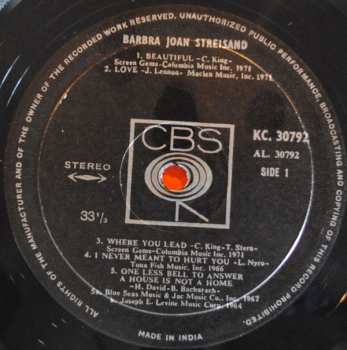 ALL RIGHTS OF THE MANUFACTURER AND OF THE OWNER OF THE RECORDED WORK RESERVED. UNAUTHORIZED PUBLIC PERFORMANCE, BROADCASTING AND COPYING OF THIS RECORD PROHIBITED.
BARBRA JOAN STREISAND
1. BEAUTIFUL -C. King-
Screen Gems-Columbia Music Inc. 1971
2. LOVE -J. Lennon- Maclen Music, Inc. 1971
CBS
KC. 30792
AL. 30792
STEREO
SIDE 1
33⅓
3. WHERE YOU LEAD -C. King-T. Stern-
Screen Gems-Columbia Music Inc. 1971
4. I NEVER MEANT TO HURT YOU -L. Nyro-
Tuna Fish Music, Inc. 1966
5. ONE LESS BELL TO ANSWER
A HOUSE IS NOT A HOME
-H. David-B. Bacharach-
5a. Blue Seas Music & Jac Music Co., Inc. 1967
b. Joseph E. Levine Music Corp. 1964
MADE IN INDIA